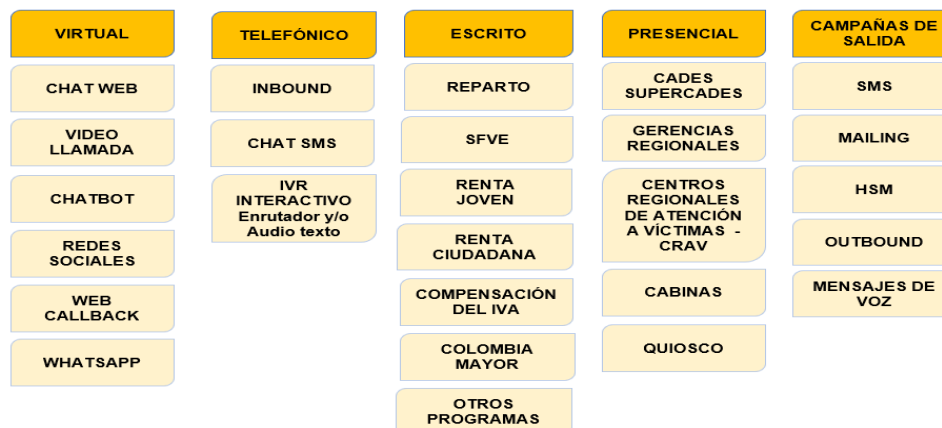 VIRTUAL
CHAT WEB
VIDEO
LLAMADA
CHATBOT
REDES
SOCIALES
WEB
CALLBACK
WHATSAPP
TELEFÓNICO
INBOUND
CHAT SMS
IVR
INTERACTIVO
Enrutador y/o
Audio texto
ESCRITO
REPARTO
SFVE
RENTA
JOVEN
RENTA
CIUDADANA
COMPENSACIÓN
DEL IVA
COLOMBIA
MAYOR
OTROS
PROGRAMAS
PRESENCIAL
CADES
SUPERCADES
GERENCIAS
REGIONALES
CENTROS
REGIONALES
DE ATENCIÓN
A VÍCTIMAS -
CRAV
CABINAS
QUIOSCO
CAMPAÑAS DE
SALIDA
SMS
MAILING
HSM
OUTBOUND
MENSAJES DE
VOZ